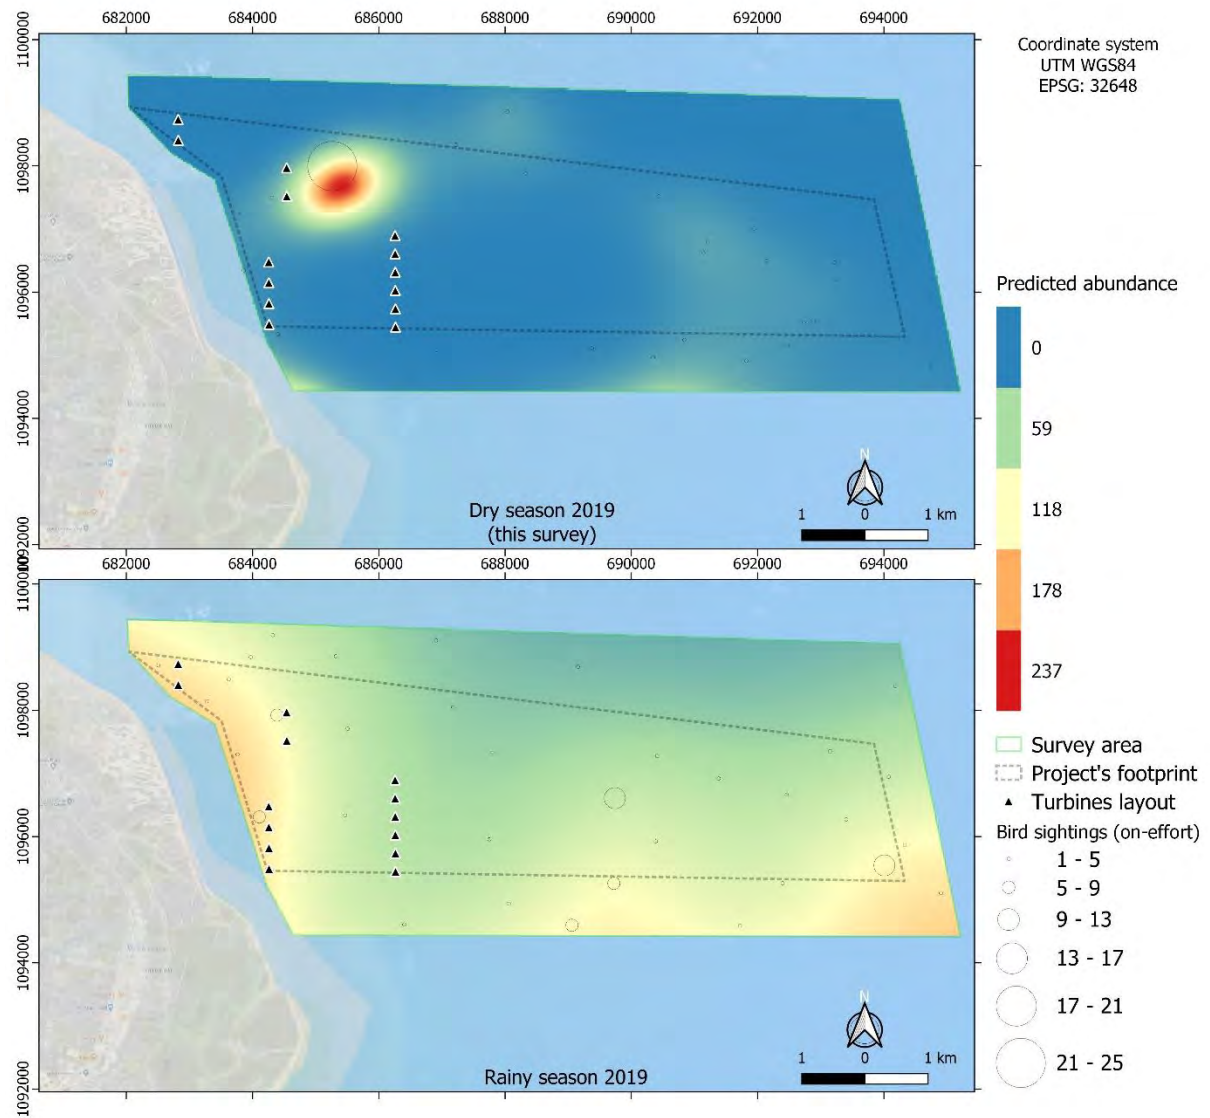 682000 684000 686000 688000 690000 692000 694000
1100000
1098000
1096000
1094000
1092000
Dry season 2019
(this survey)
N
1 0 1 km
682000 684000 686000 688000 690000 692000 694000
1100000
1098000
1096000
1094000
1092000
Rainy season 2019
N
1 0 1 km
Coordinate system
UTM WGS84
EPSG: 32648
Predicted abundance
0
59
118
178
237
Survey area
Project's footprint
Turbines layout
Bird sightings (on-effort)
1 - 5
5 - 9
9 - 13
13 - 17
17 - 21
21 - 25